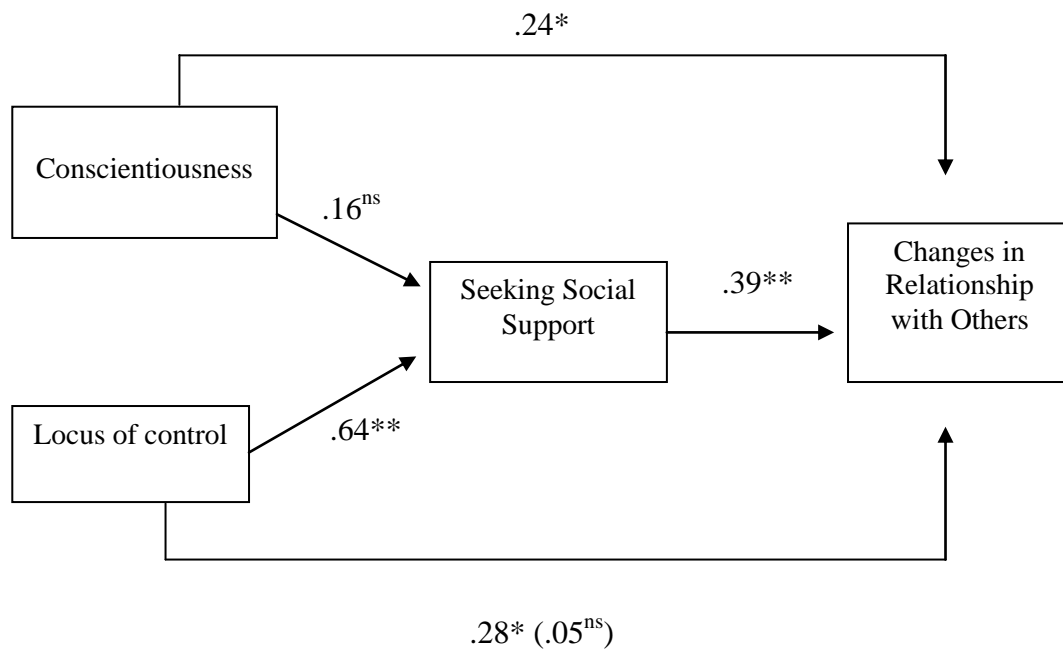 .24*
Conscientiousness
.16ns
Changes in
Relationship
with Others
Seeking Social
Support
.39**
Locus of control
.64**
.28* (.05ns)